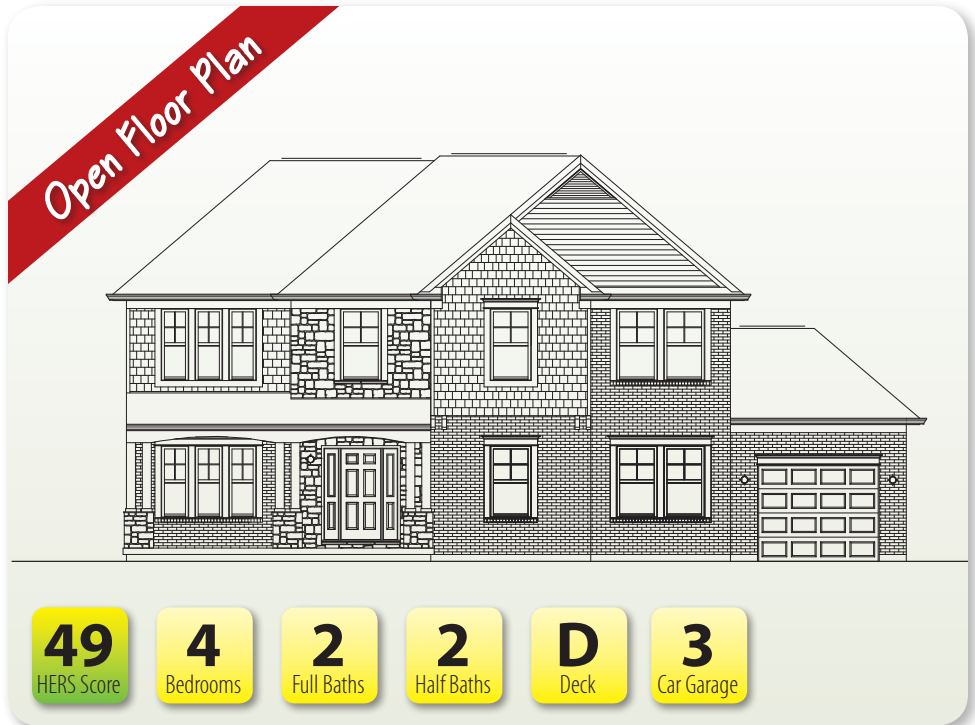 Open Floor Plan
49
HERS Score
4
Bedrooms
2
Full Baths
2
Half Baths
D
Deck
3
Car Garage